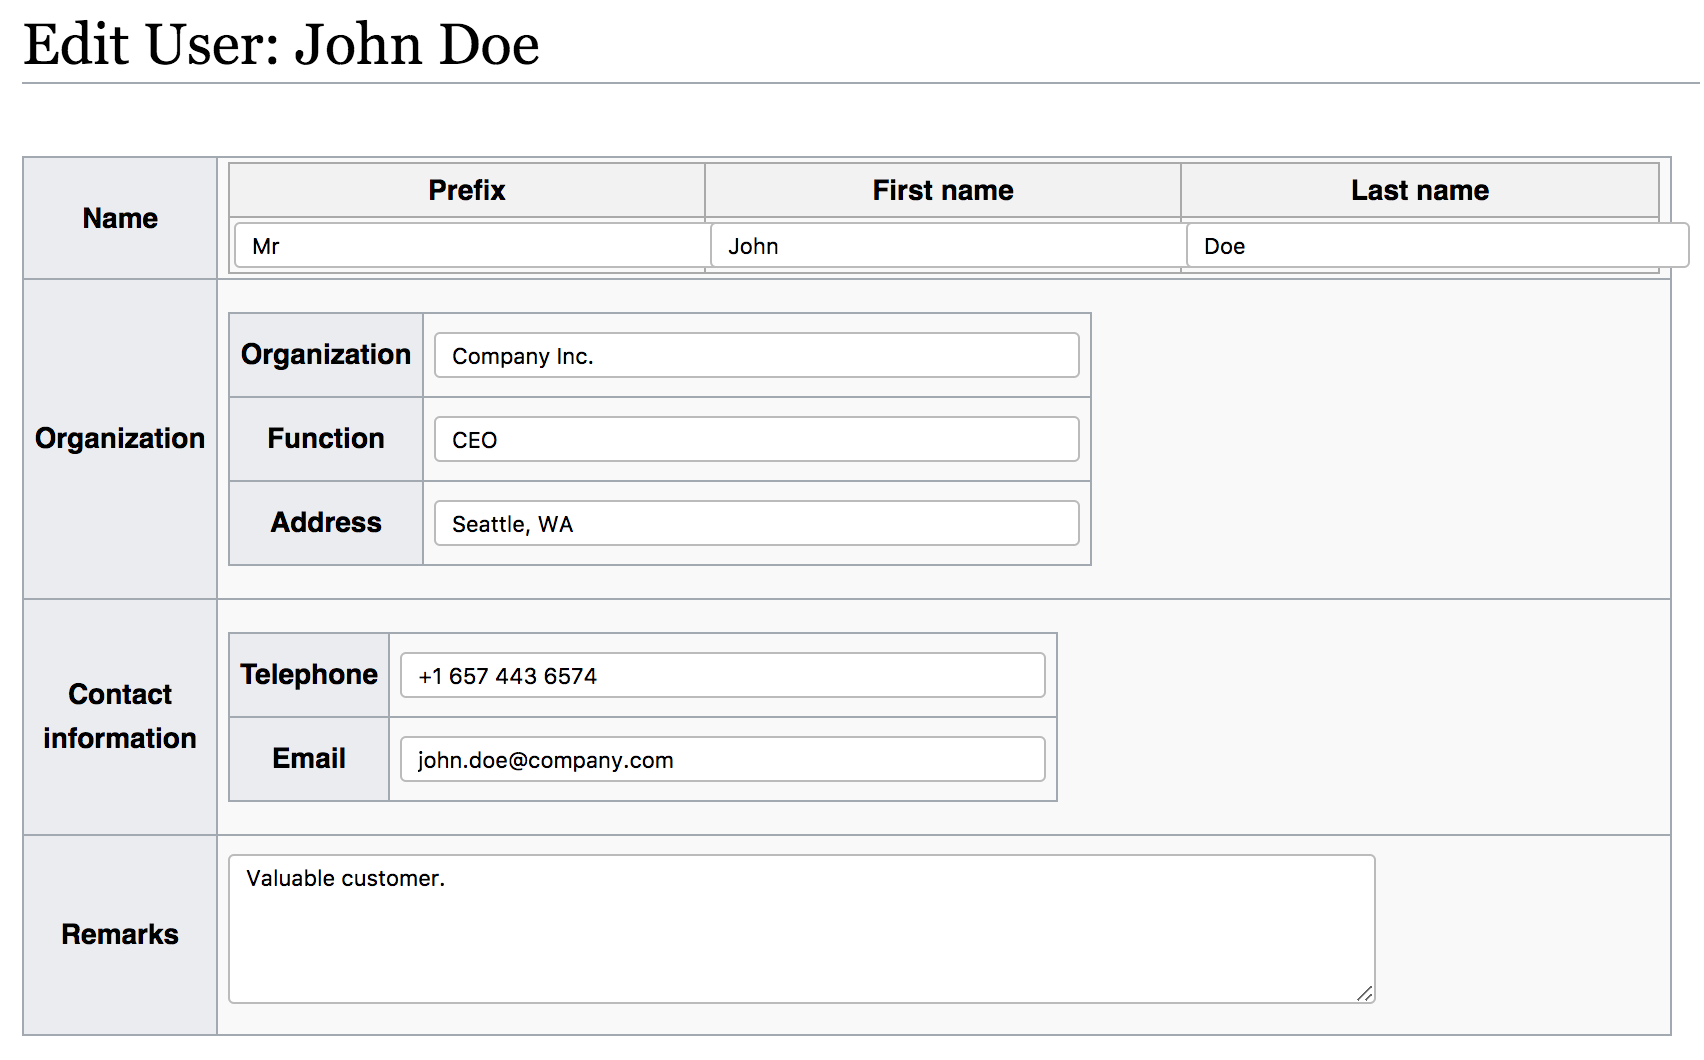 Edit User: John Doe
Name
Prefix First name Last name
Mr John Doe
Organization
Organization Company Inc.
Function CEO
Address Seattle, WA
Contact
information
Telephone +1 657 443 6574
Email john.doe@company.com
Remarks
Valuable customer.